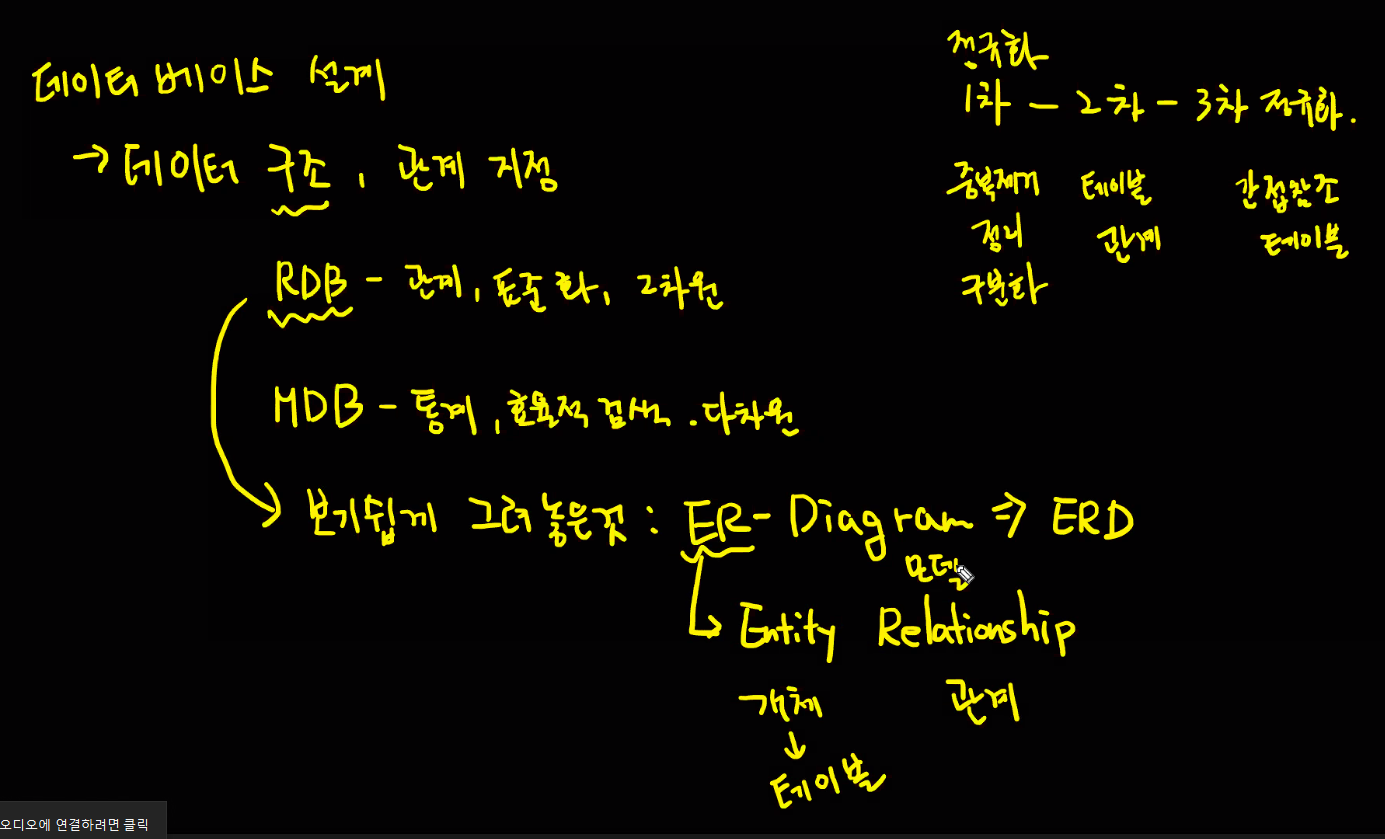 데이터베이스 설계
→ 데이터 구조, 관계 지정
RDB - 관계, 표준화, 2차원
MDB - 통계, 효율적 검색. 다차원
보기쉽게 그려놓은것 : ER- Diagram ⇒ ERD
모델
Entity Relationship
개체 관계
↓
테이블
정규화
1차 - 2차 - 3차 정규화.
중복제거 테이블 간접참조
정리 관계 테이블
구분화
오디오에 연결하려면 클릭